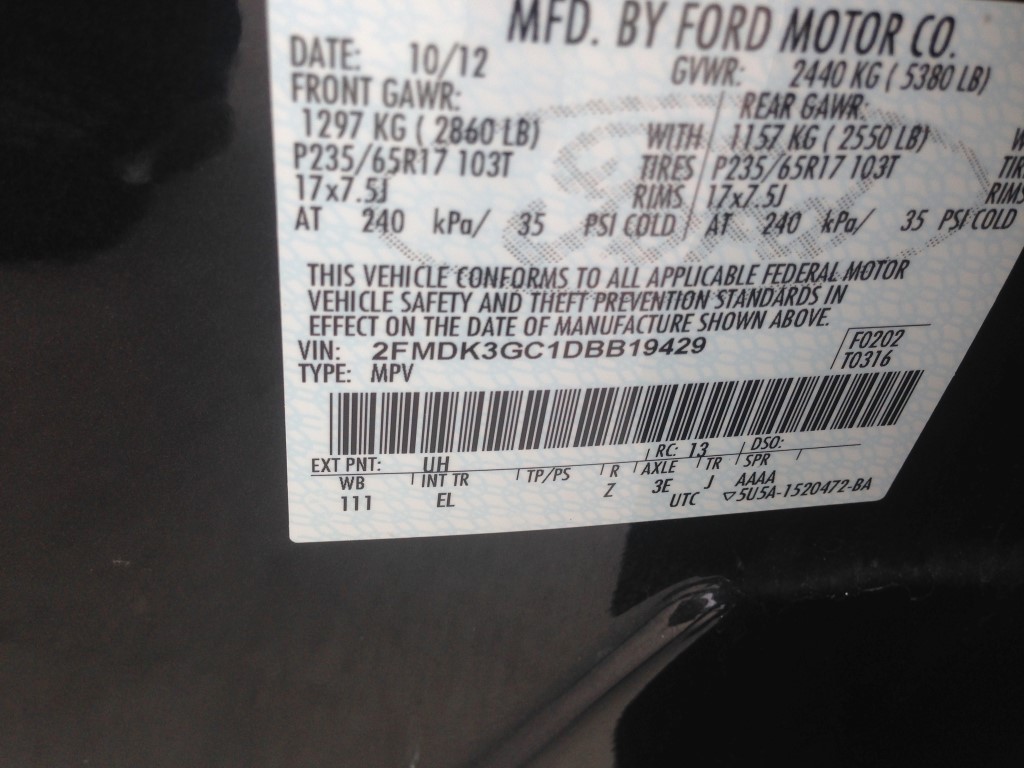 MFD. BY FORD MOTOR CO.
DATE: 10/12 GVWR: 2440 KG ( 5380 LB)
FRONT GAWR: REAR GAWR:
1297 KG ( 2860 LB) WITH 1157 KG ( 2550 LB) W
P235/65R17 103T TIRES P235/65R17 103T TIR
17x7.5J RIMS 17x7.5J RIMS
AT 240 kPa/ 35 PSI COLD AT 240 kPa/ 35 PSI COLD
THIS VEHICLE CONFORMS TO ALL APPLICABLE FEDERAL MOTOR
VEHICLE SAFETY AND THEFT PREVENTION STANDARDS IN
EFFECT ON THE DATE OF MANUFACTURE SHOWN ABOVE.
VIN: 2FMDK3GC1DBB19429 F0202
TYPE: MPV T0316
EXT PNT: UH RC: 13 DSO:
WB INT TR TP/PS R AXLE TR SPR
111 EL Z 3E J AAAA
UTC ▽5U5A-1520472-BA